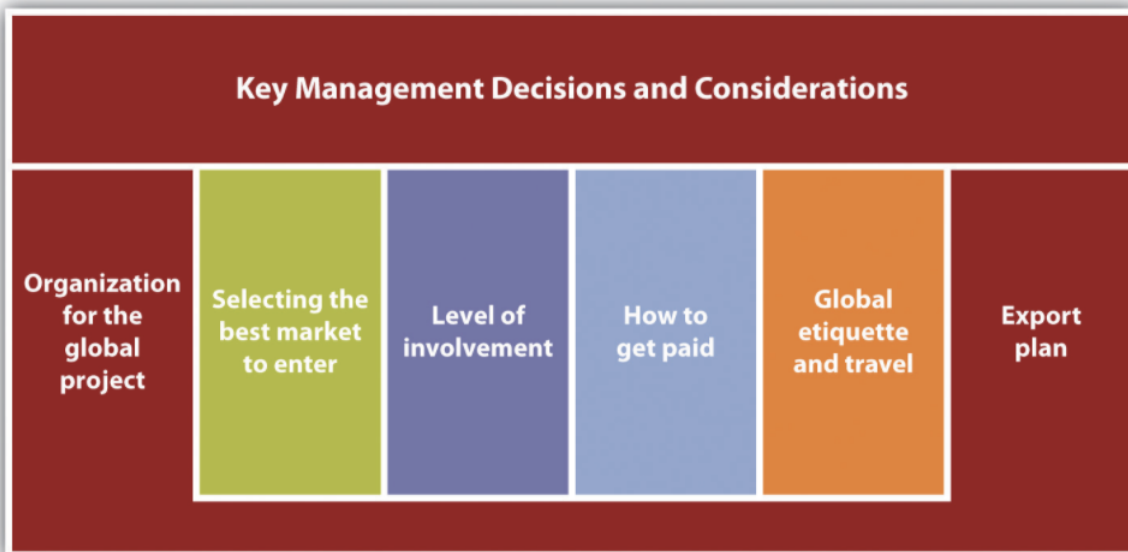 Key Management Decisions and Considerations
Organization
for the
global
project
Selecting the
best market
to enter
Level of
involvement
How to
get paid
Global
etiquette
and travel
Export
plan